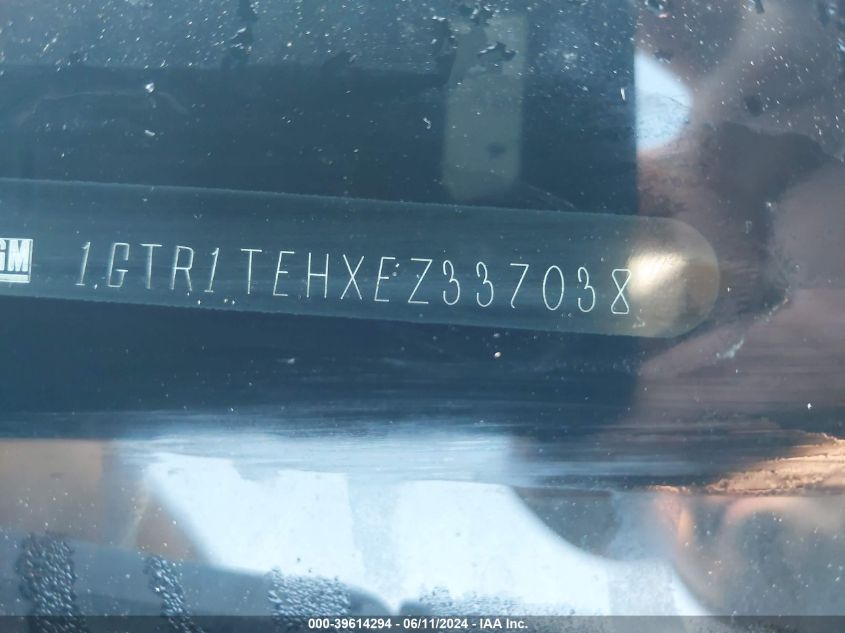 GM 1GTR1TEHXEZ337038
000-39614294 - 06/11/2024 - IAA Inc.